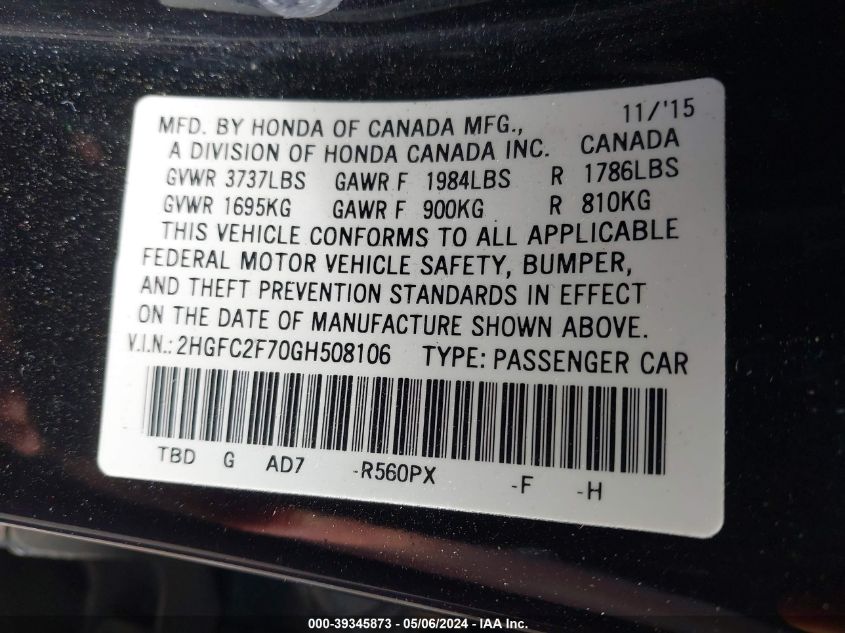 11/'15
MFD. BY HONDA OF CANADA MFG.,
A DIVISION OF HONDA CANADA INC. CANADA
GVWR 3737LBS GAWR F 1984LBS R 1786LBS
GVWR 1695KG GAWR F 900KG R 810KG
THIS VEHICLE CONFORMS TO ALL APPLICABLE
FEDERAL MOTOR VEHICLE SAFETY, BUMPER,
AND THEFT PREVENTION STANDARDS IN EFFECT
ON THE DATE OF MANUFACTURE SHOWN ABOVE.
V.I.N.: 2HGFC2F70GH508106 TYPE: PASSENGER CAR
TBD G AD7 -R560PX -F -H
000-39345873 - 05/06/2024 - IAA Inc.